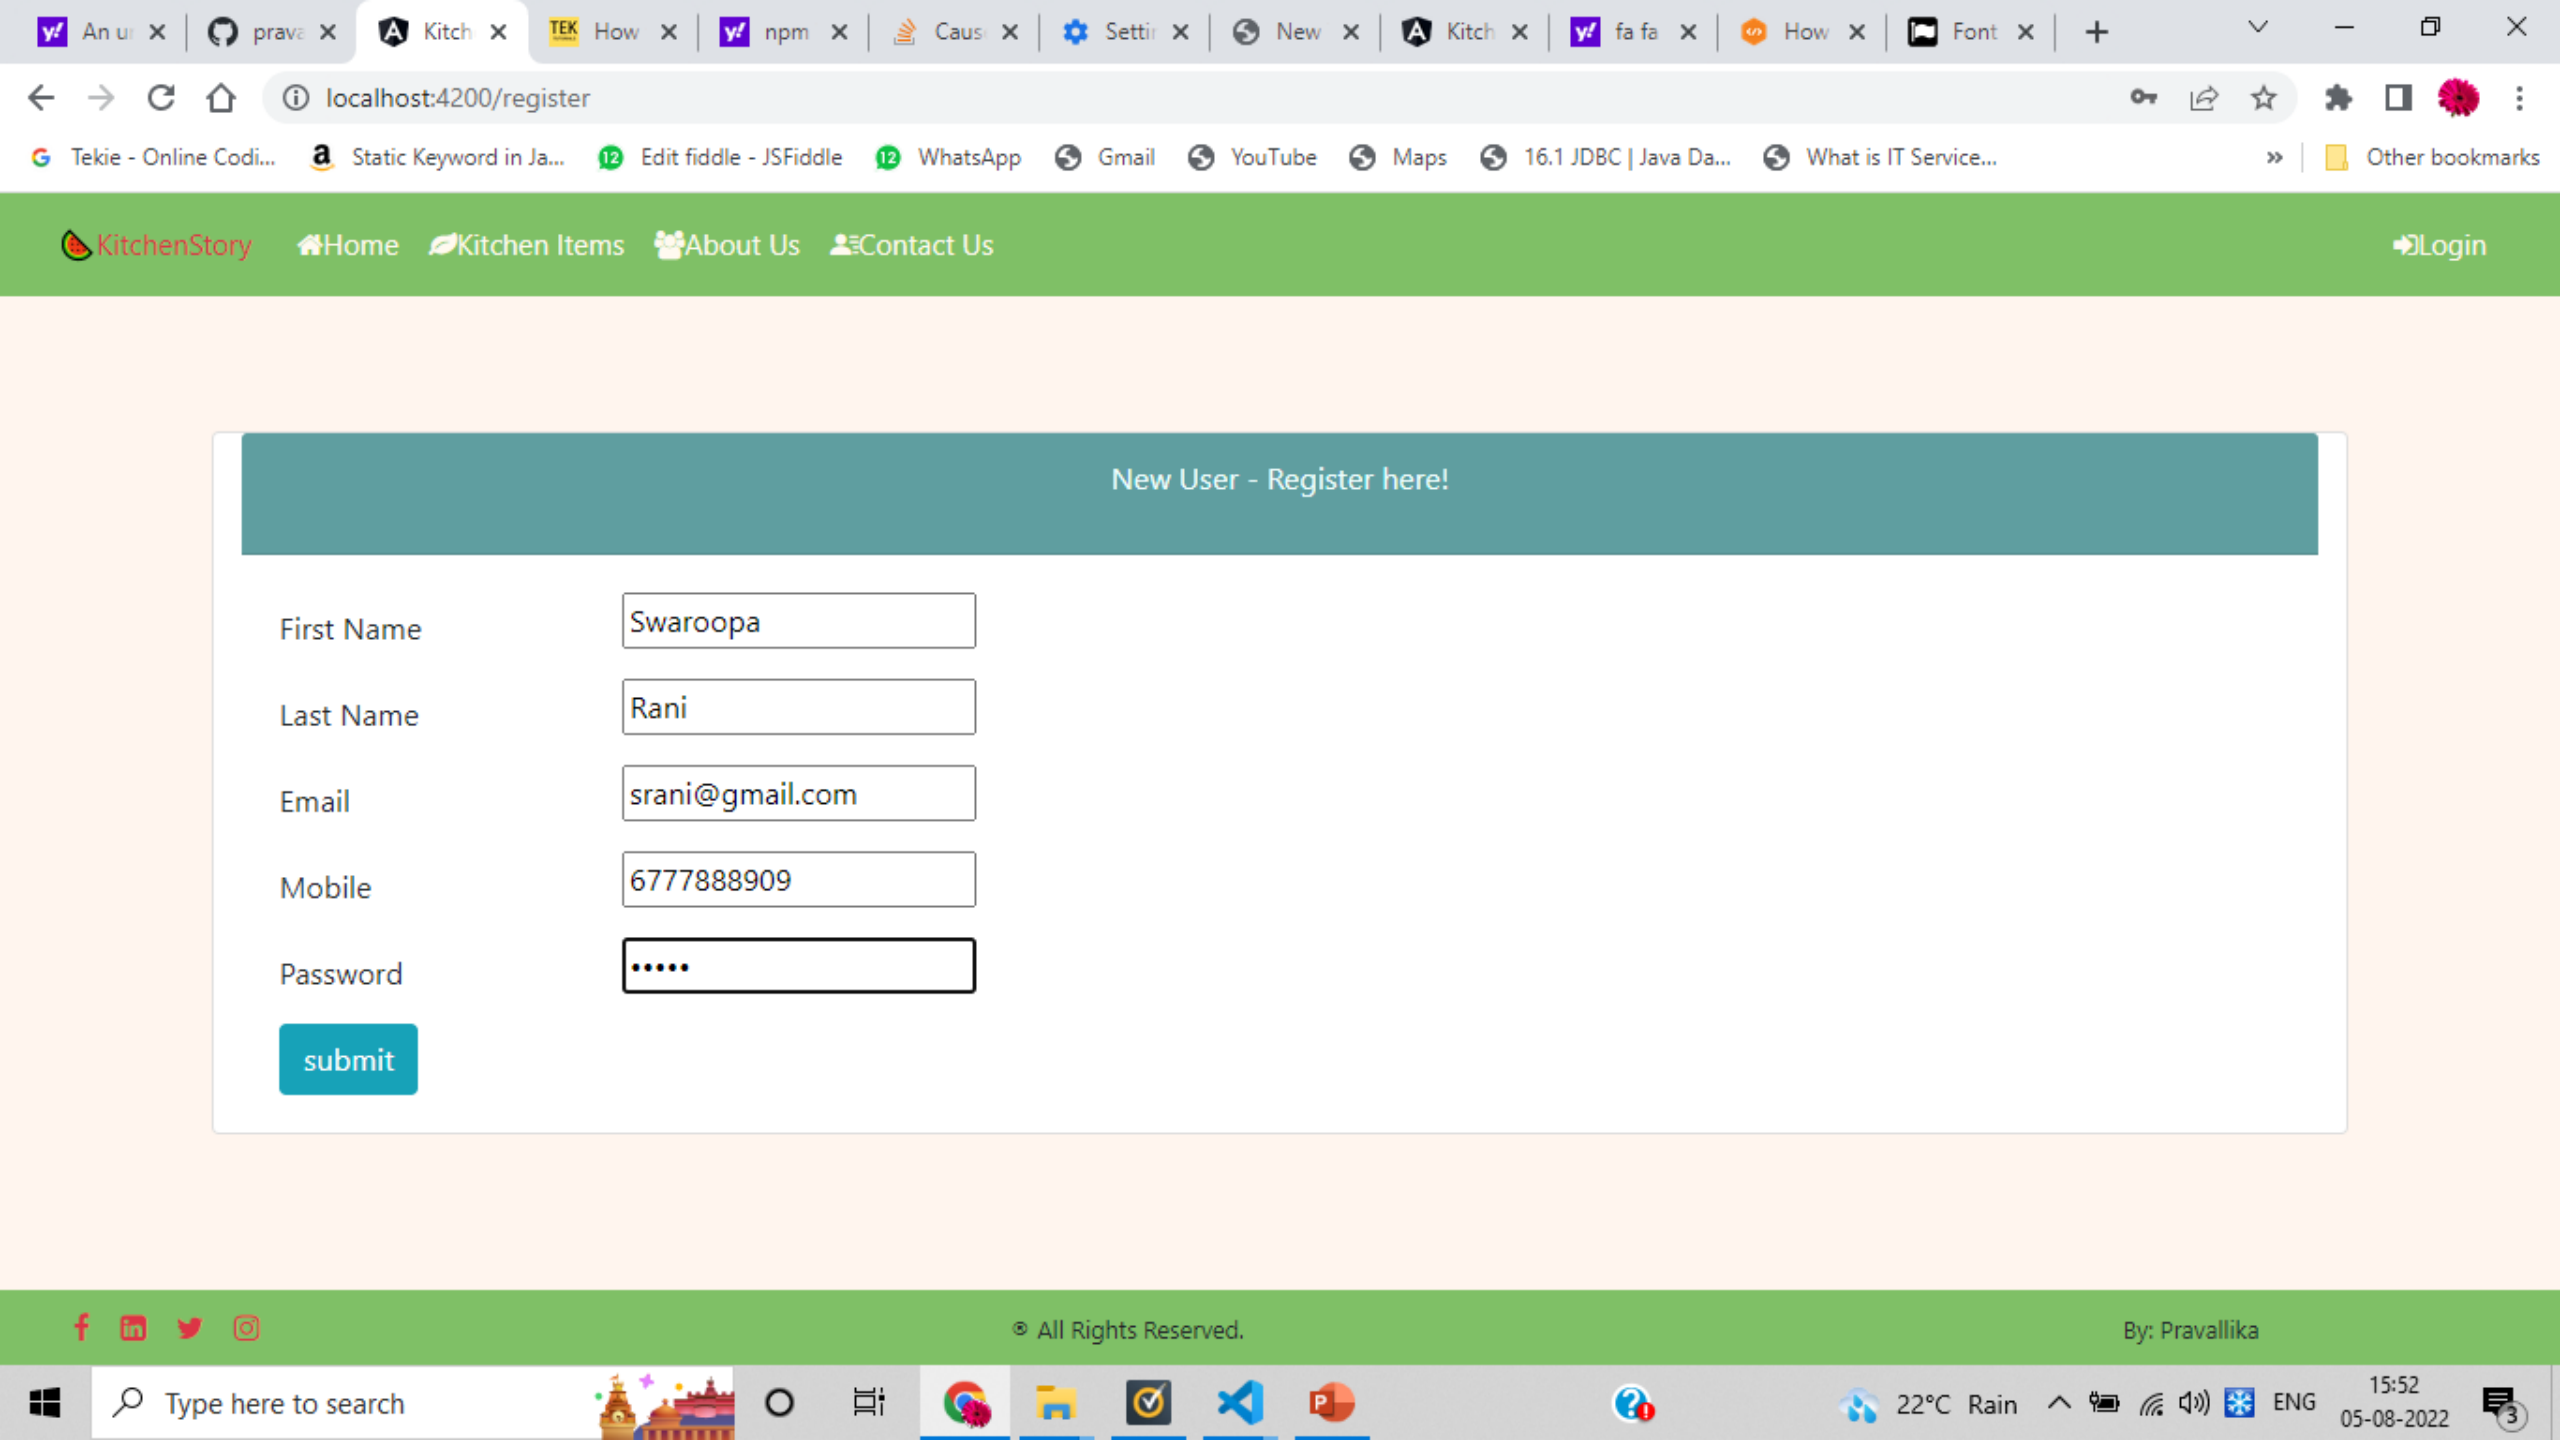 An u
prava
Kitch
How
npm
Caus
Settin
New
Kitch
fa fa
How
Font
localhost:4200/register
Tekie - Online Codi...
Static Keyword in Ja...
Edit fiddle - JSFiddle
WhatsApp
Gmail
YouTube
Maps
16.1 JDBC | Java Da...
What is IT Service...
Other bookmarks
KitchenStory
Home
Kitchen Items
About Us
Contact Us
Login
New User - Register here!
First Name
Swaroopa
Last Name
Rani
Email
srani@gmail.com
Mobile
6777888909
Password
•••••
submit
® All Rights Reserved.
By: Pravallika
Type here to search
22°C Rain
ENG
15:52
05-08-2022
3